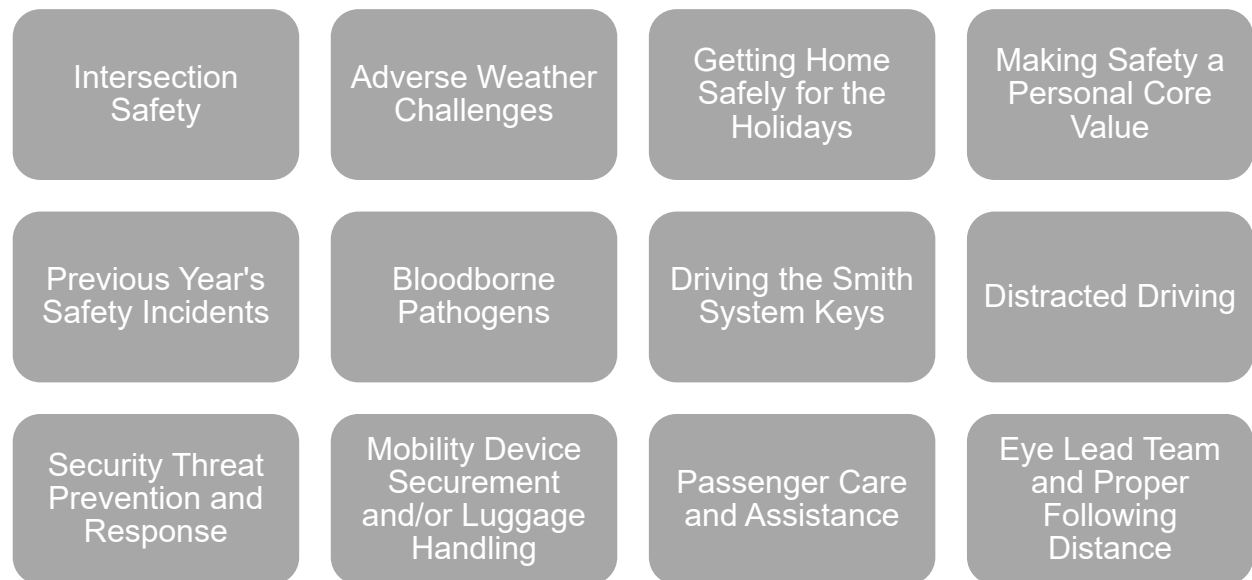 Intersection
Safety
Adverse Weather
Challenges
Getting Home
Safely for the
Holidays
Making Safety a
Personal Core
Value
Previous Year's
Safety Incidents
Bloodborne
Pathogens
Driving the Smith
System Keys
Distracted Driving
Security Threat
Prevention and
Response
Mobility Device
Securement
and/or Luggage
Handling
Passenger Care
and Assistance
Eye Lead Team
and Proper
Following
Distance